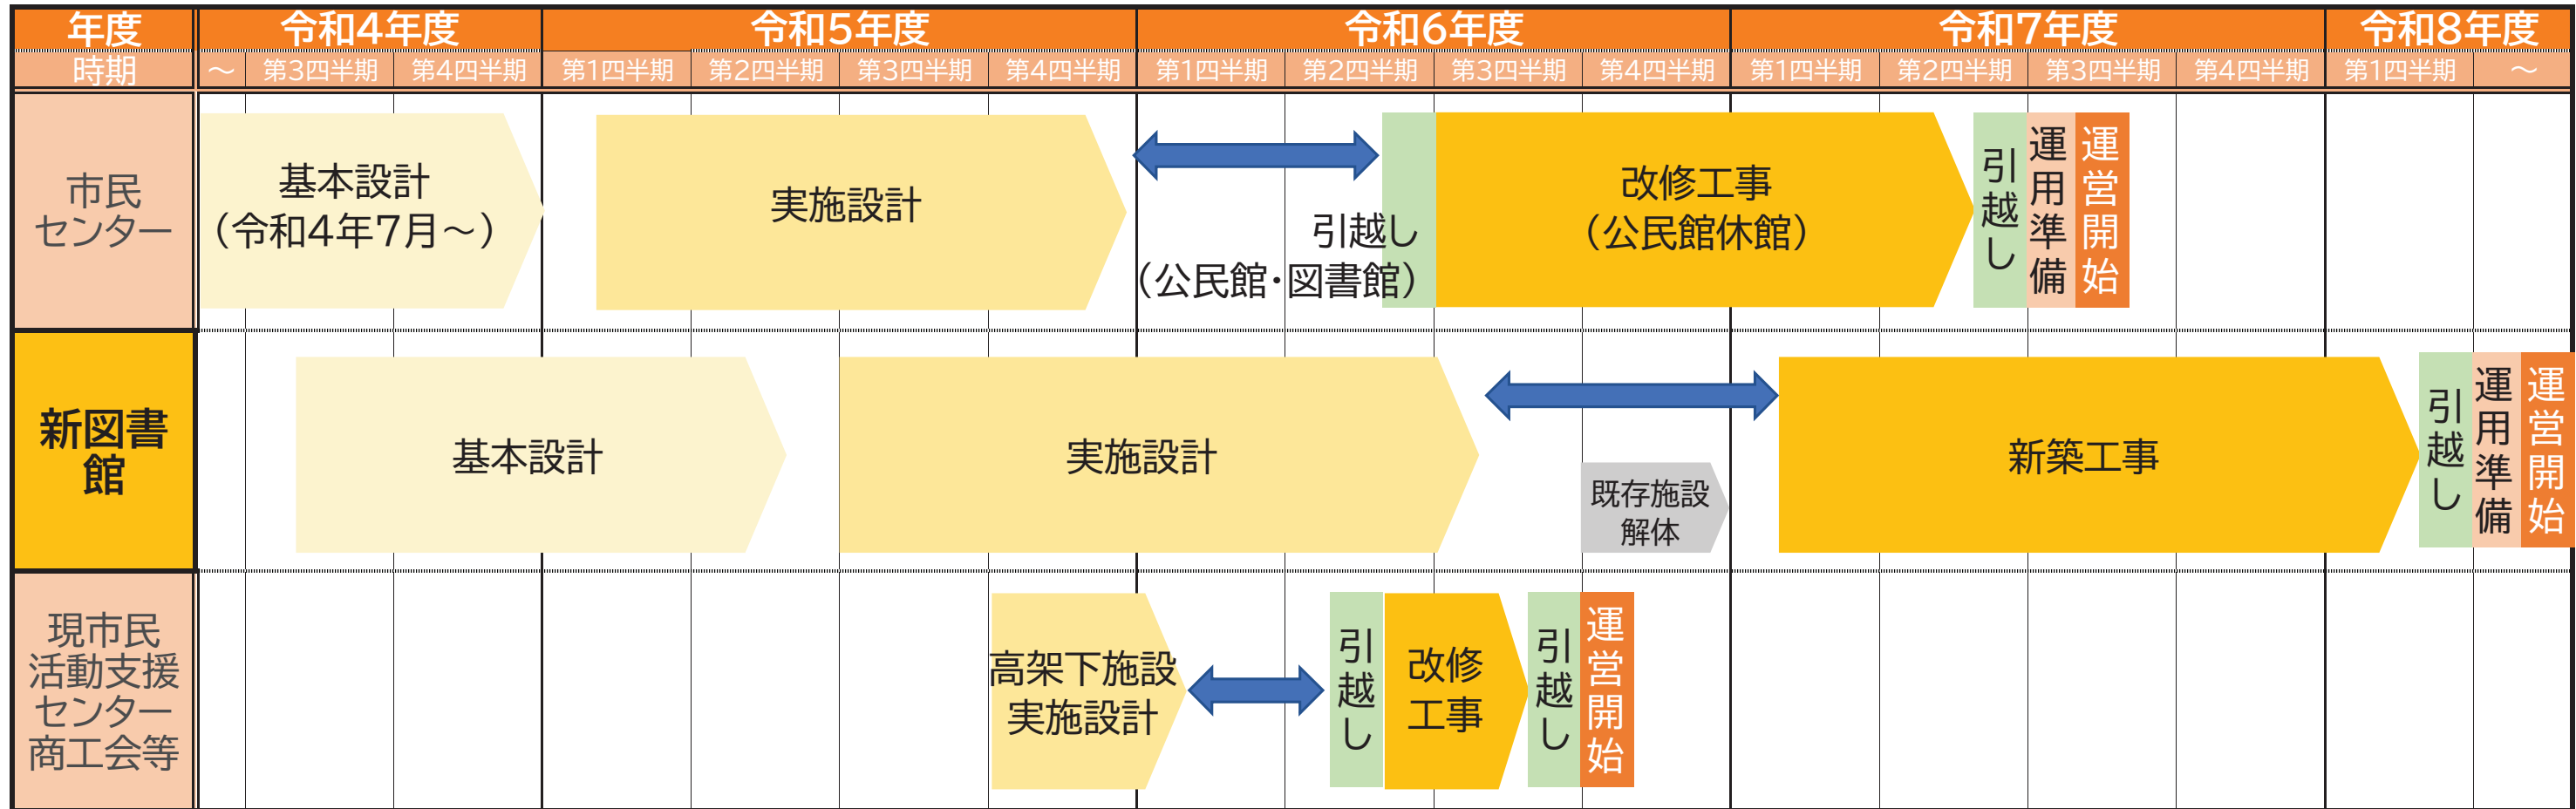 年度
令和4年度
令和5年度
令和6年度
令和7年度
令和8年度
時期
～
第3四半期
第4四半期
第1四半期
第2四半期
第3四半期
第4四半期
第1四半期
第2四半期
第3四半期
第4四半期
第1四半期
第2四半期
第3四半期
第4四半期
第1四半期
～
市民
センター
基本設計
（令和4年7月～）
実施設計
引越し
（公民館・図書館）
改修工事
（公民館休館）
引越し
運用準備
運営開始
新図書
館
基本設計
実施設計
既存施設
解体
新築工事
引越し
運用準備
運営開始
現市民
活動支援
センター
商工会等
高架下施設
実施設計
引越し
改修
工事
引越し
運営開始